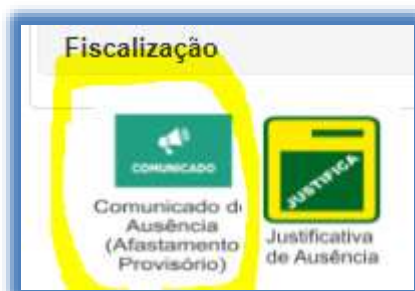 Fiscalização
COMUNICADO
Comunicado d
Ausência
(Afastamento
Provisório)
JUSTIFICA
Justificativa
de Ausência